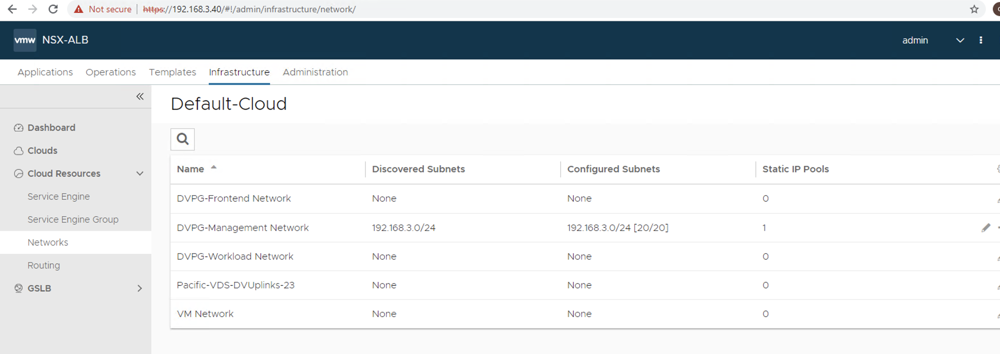 Not secure | https://192.168.3.40/#!/admin/infrastructure/network/
vmw NSX-ALB admin
Applications Operations Templates Infrastructure Administration
Default-Cloud
Dashboard
Clouds
Cloud Resources
Service Engine
Service Engine Group
Networks
Routing
GSLB
Name Discovered Subnets Configured Subnets Static IP Pools
DVPG-Frontend Network None None 0
DVPG-Management Network 192.168.3.0/24 192.168.3.0/24 [20/20] 1
DVPG-Workload Network None None 0
Pacific-VDS-DVUplinks-23 None None 0
VM Network None None 0